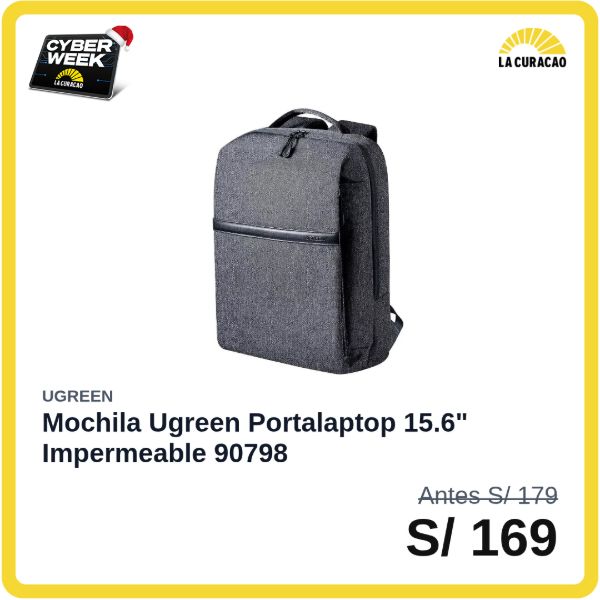 CYBER
WEEK
LA CURACAO
LA CURACAO
UGREEN
Mochila Ugreen Portalaptop 15.6"
Impermeable 90798
Antes S/ 179
S/ 169